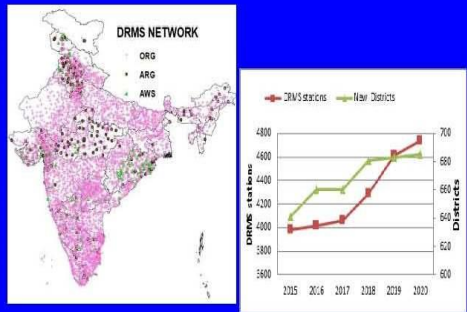 DRMS NETWORK
ORG
ARG
AWS
DRMS stations New Districts
4800 700
4600 680
4400 660
4200 640
4000
3800 620
3600 600
2015 2016 2017 2018 2019 2020
DRMS stations
Districts